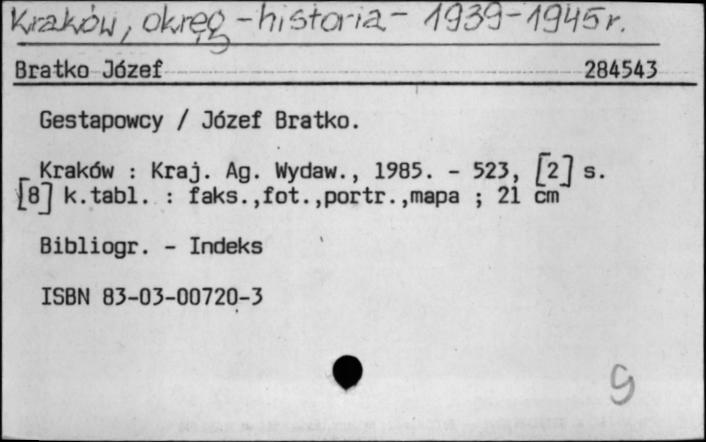 Kraków, okręg - historia - 1939-1945 r.
Bratko Józef 284543
Gestapowcy / Józef Bratko.
Kraków : Kraj. Ag. Wydaw., 1985. - 523, [2] s.
[8] k.tabl. : faks.,fot.,portr.,mapa ; 21 cm
Bibliogr. - Indeks
ISBN 83-03-00720-3
9